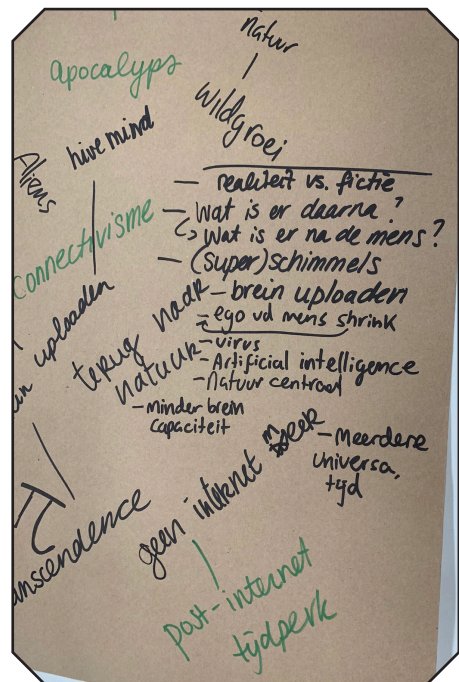 natuur
apocalyps
wildgroei
hive mind
Aliens
realiteit vs. fictie
connectivisme
- Wat is er daarna?
↳ Wat is er na de mens?
- (super)schimmels
- brein uploaden
- ego vd mens shrink
uploaden
terug naar
natuur
- virus
- Artificial intelligence
- Natuur centraal
- minder brein
capaciteit
geen internet meer
- Meerdere
universa,
tijd
anscendence
post-internet
tijdperk